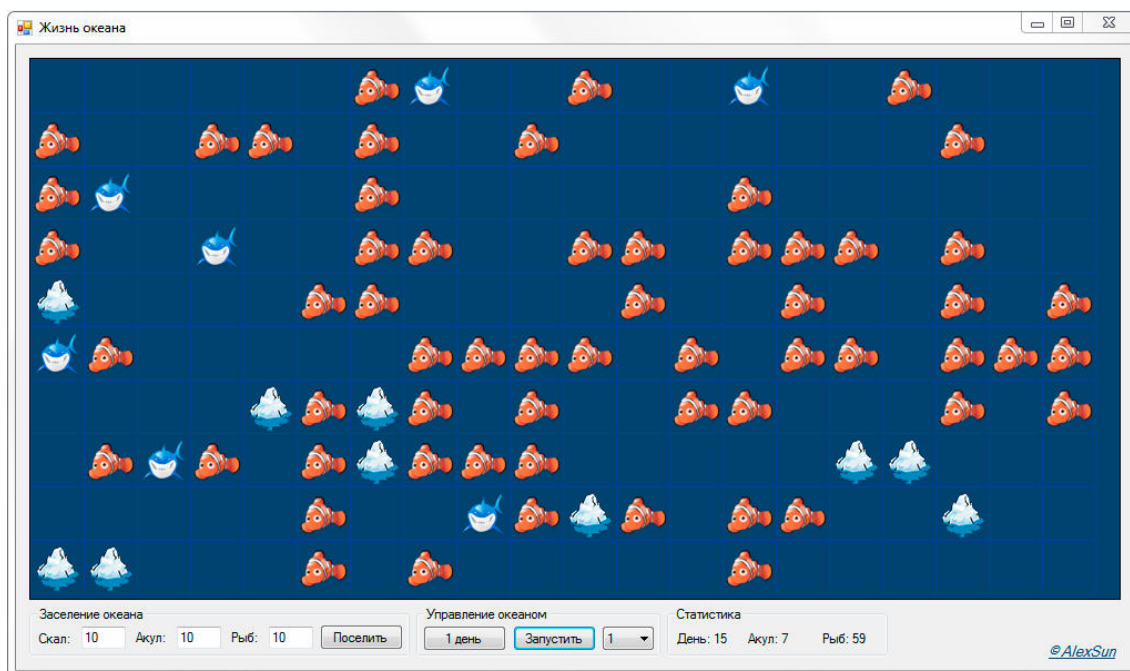 Жизнь океана
Заселение океана
Скал: 10 Акул: 10 Рыб: 10 Поселить
Управление океаном
1 день Запустить 1
Статистика
День: 15 Акул: 7 Рыб: 59
©AlexSun